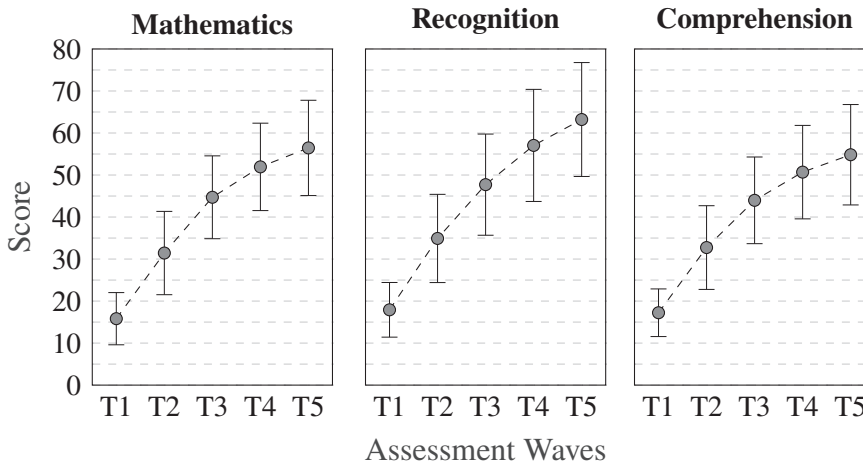 Mathematics
Recognition
Comprehension
80
70
60
50
40
30
20
10
0
Score
T1 T2 T3 T4 T5
T1 T2 T3 T4 T5
T1 T2 T3 T4 T5
Assessment Waves